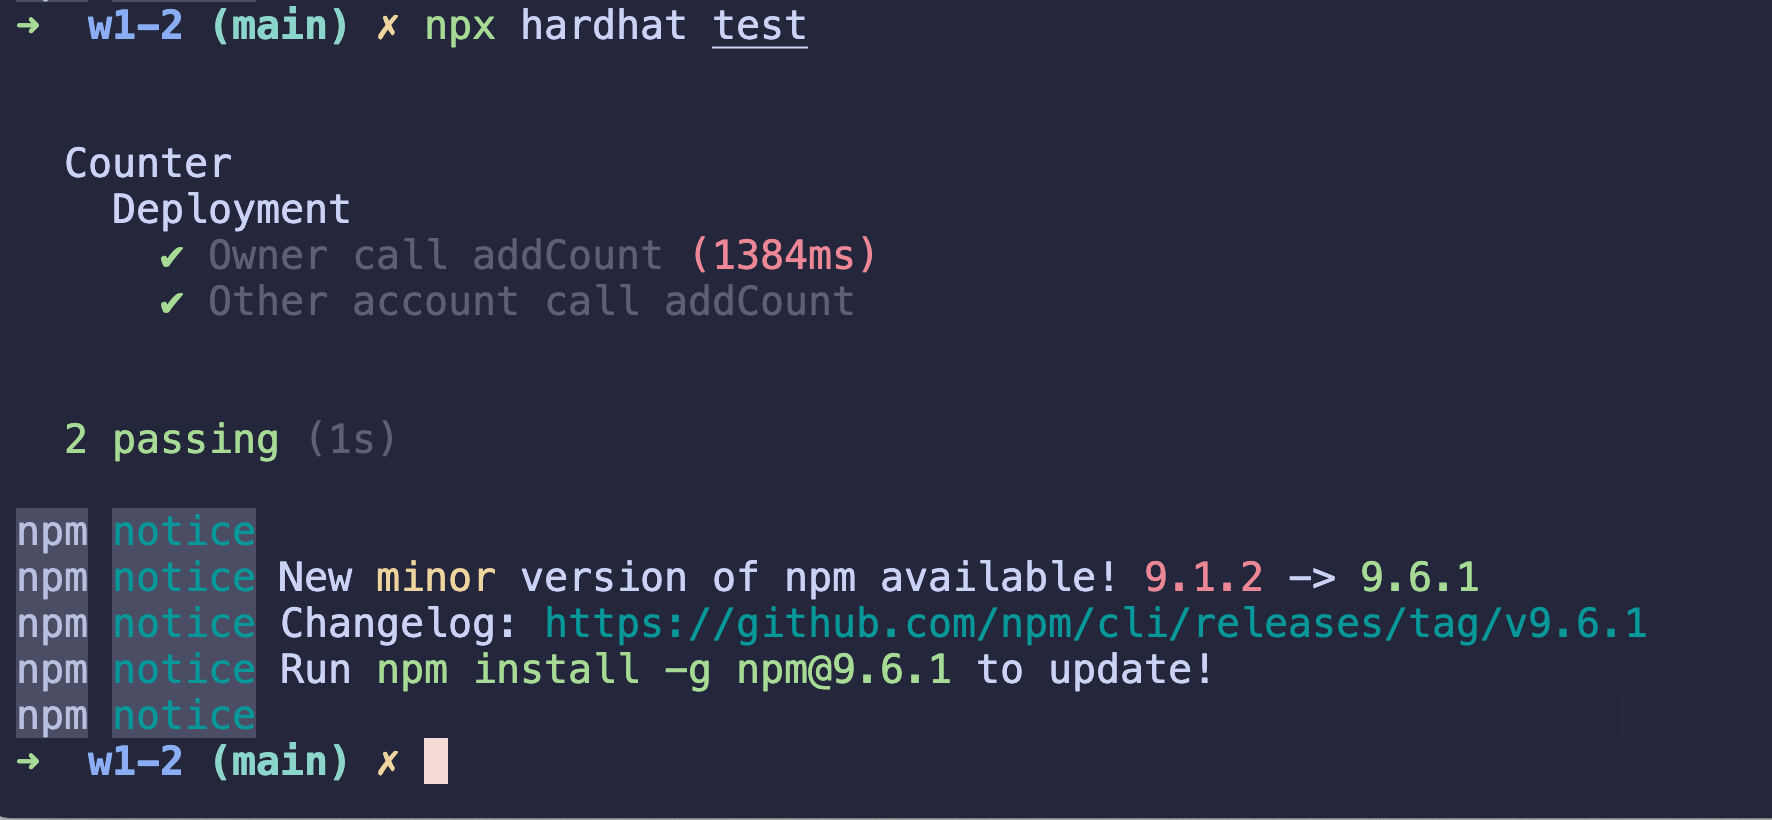 ➜ w1-2 (main) ✗ npx hardhat test
Counter
Deployment
✔ Owner call addCount (1384ms)
✔ Other account call addCount
2 passing (1s)
npm notice
npm notice New minor version of npm available! 9.1.2 -> 9.6.1
npm notice Changelog: https://github.com/npm/cli/releases/tag/v9.6.1
npm notice Run npm install -g npm@9.6.1 to update!
npm notice
➜ w1-2 (main) ✗